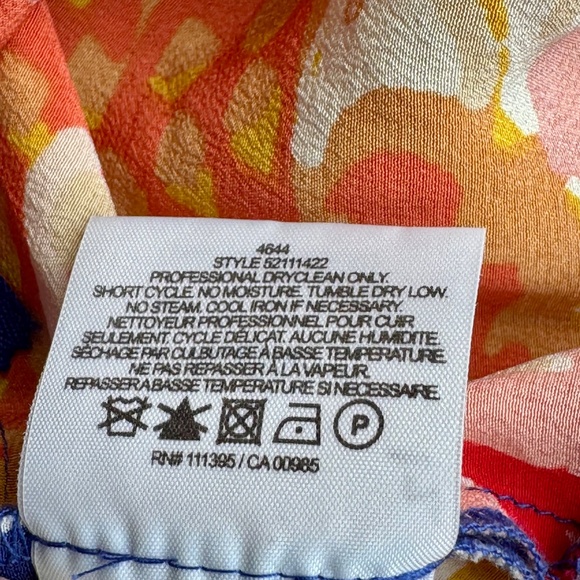 4644
STYLE 52111422
PROFESSIONAL DRYCLEAN ONLY.
SHORT CYCLE. NO MOISTURE. TUMBLE DRY LOW.
NO STEAM. COOL IRON IF NECESSARY.
NETTOYEUR PROFESSIONNEL POUR CUIR
SEULEMENT. CYCLE DÉLICAT. AUCUNE HUMIDITÉ.
SÉCHAGE PAR CULBUTAGE À BASSE TEMPÉRATURE.
NE PAS REPASSER À LA VAPEUR.
REPASSER A BASSE TEMPÉRATURE SI NECESSAIRE.
P
RN# 111395 / CA 00985